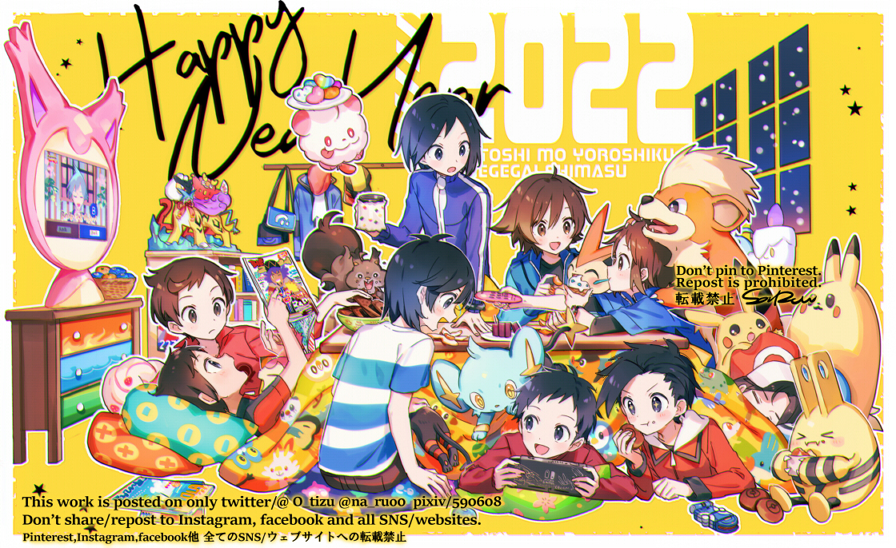 Happy
New Year
2022
TOSHI MO YOROSHIKU
EGEGAISHIMASU
Don't pin to Pinterest.
Repost is prohibited.
転載禁止
This work is posted on only twitter/@ O_tizu @na_ruoo pixiv/590608
Don't share/repost to Instagram, facebook and all SNS/websites.
Pinterest,Instagram,facebook他 全てのSNS/ウェブサイトへの転載禁止